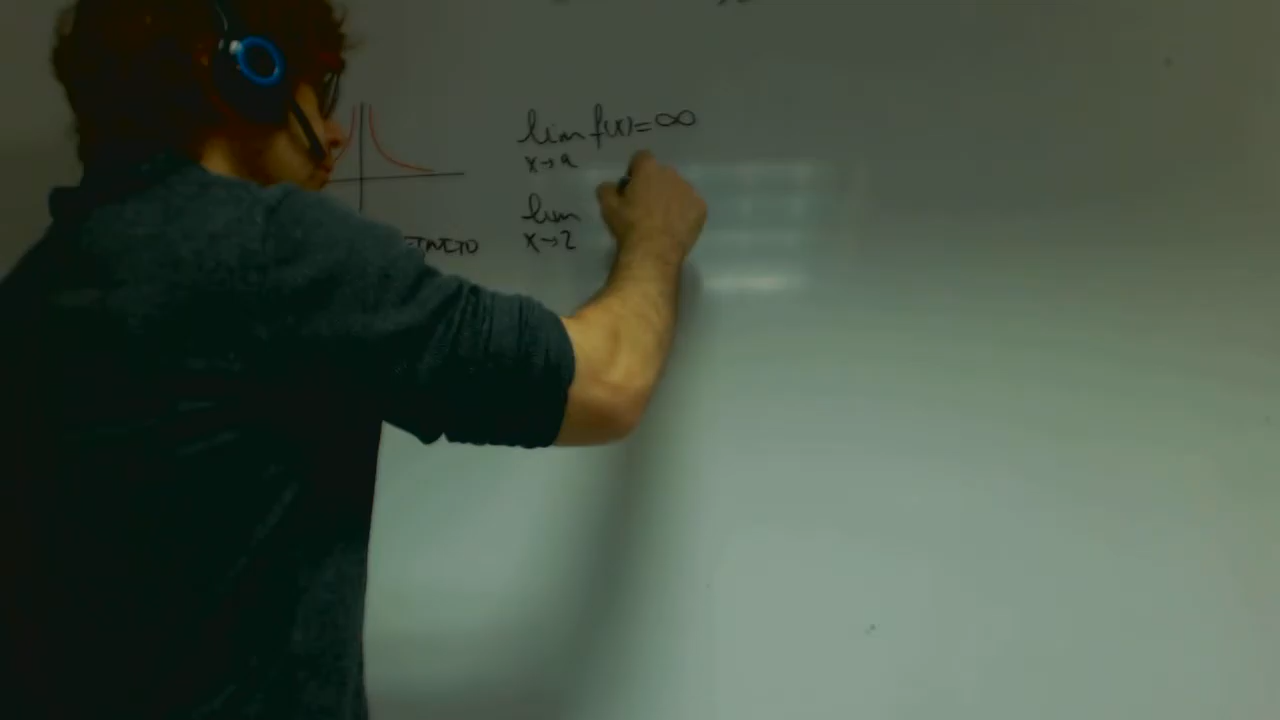 lim f(x) = ∞
x→a
lim
x→2